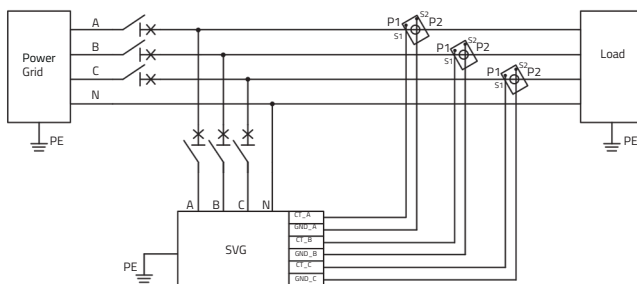 A
B
C
N
Power
Grid
PE
P1
S1
S2
P2
P1
S1
S2
P2
P1
S1
S2
P2
Load
PE
A
B
C
N
SVG
PE
CT_A
GND_A
CT_B
GND_B
CT_C
GND_C